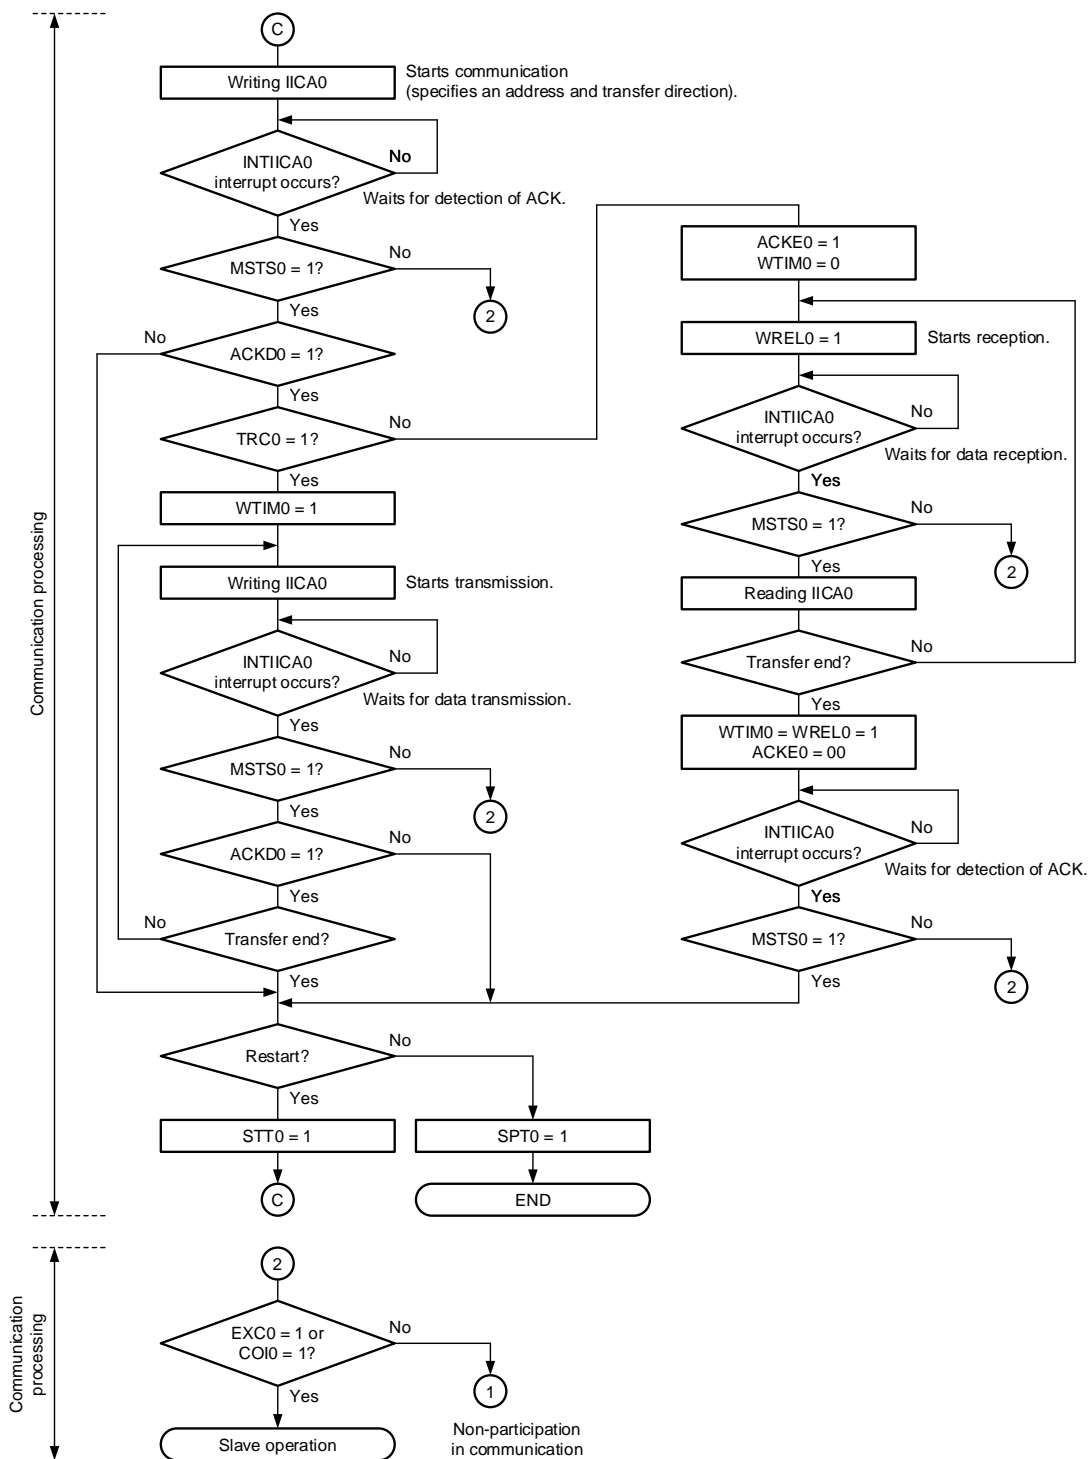 C
Writing IICA0
Starts communication
(specifies an address and transfer direction).
INTIICA0
interrupt occurs?
No
Waits for detection of ACK.
Yes
MSTS0 = 1?
No
2
Yes
No
ACKD0 = 1?
Yes
TRC0 = 1?
No
Yes
WTIM0 = 1
Writing IICA0
Starts transmission.
INTIICA0
interrupt occurs?
No
Waits for data transmission.
Yes
MSTS0 = 1?
No
2
Yes
ACKD0 = 1?
No
Yes
No
Transfer end?
Yes
ACKE0 = 1
WTIM0 = 0
WREL0 = 1
Starts reception.
INTIICA0
interrupt occurs?
No
Waits for data reception.
Yes
MSTS0 = 1?
No
2
Yes
Reading IICA0
Transfer end?
No
Yes
WTIM0 = WREL0 = 1
ACKE0 = 00
INTIICA0
interrupt occurs?
No
Waits for detection of ACK.
Yes
MSTS0 = 1?
No
2
Yes
Restart?
No
Yes
STT0 = 1
SPT0 = 1
C
END
Communication processing
2
EXC0 = 1 or
COI0 = 1?
No
1
Yes
Non-participation
in communication
Slave operation
Communication
processing